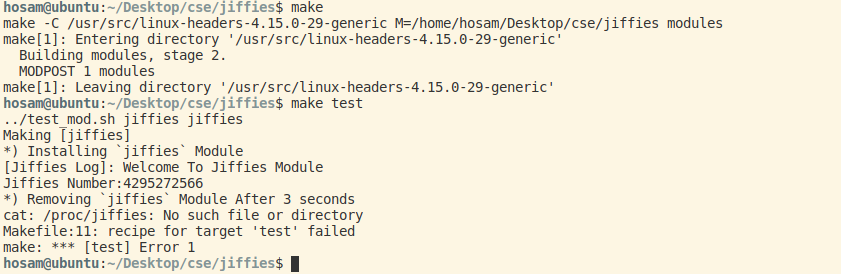 hosam@ubuntu:~/Desktop/cse/jiffies$ make
make -C /usr/src/linux-headers-4.15.0-29-generic M=/home/hosam/Desktop/cse/jiffies modules
make[1]: Entering directory '/usr/src/linux-headers-4.15.0-29-generic'
  Building modules, stage 2.
  MODPOST 1 modules
make[1]: Leaving directory '/usr/src/linux-headers-4.15.0-29-generic'
hosam@ubuntu:~/Desktop/cse/jiffies$ make test
../test_mod.sh jiffies jiffies
Making [jiffies]
*) Installing `jiffies` Module
[Jiffies Log]: Welcome To Jiffies Module
Jiffies Number:4295272566
*) Removing `jiffies` Module After 3 seconds
cat: /proc/jiffies: No such file or directory
Makefile:11: recipe for target 'test' failed
make: *** [test] Error 1
hosam@ubuntu:~/Desktop/cse/jiffies$